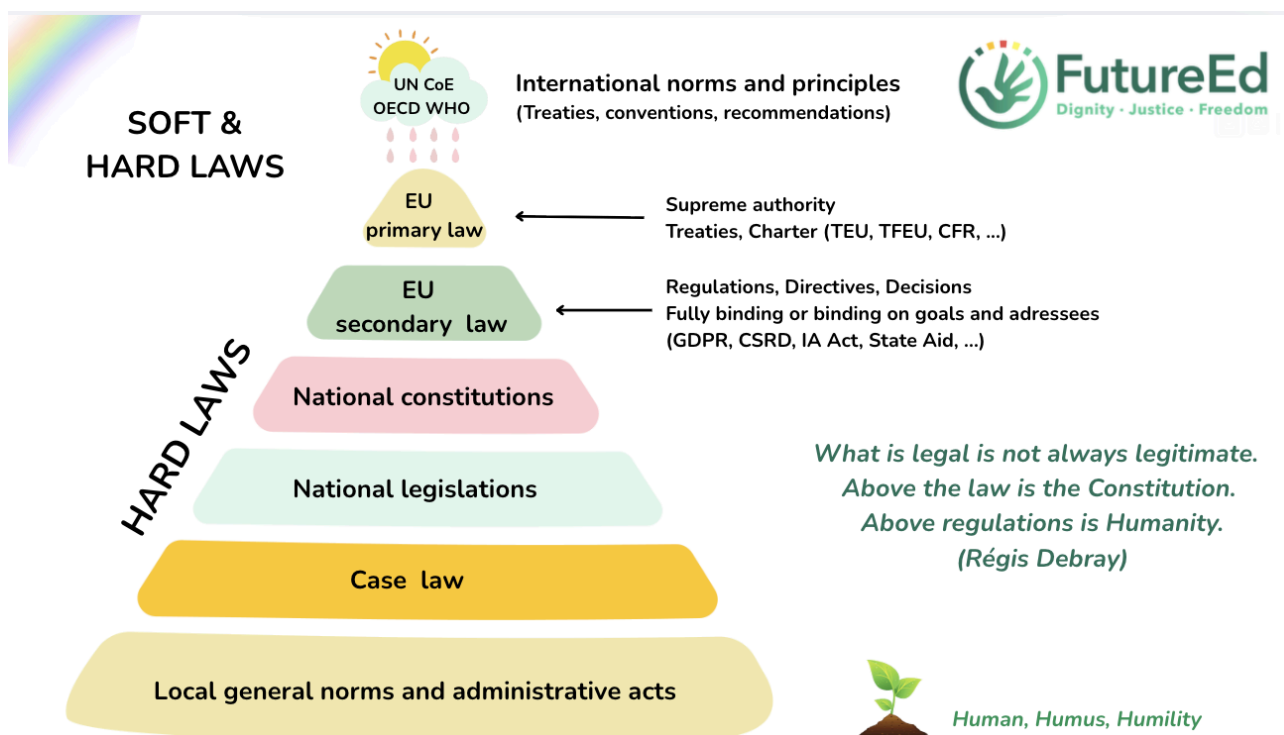 SOFT &
HARD LAWS
UN CoE
OECD WHO
International norms and principles
(Treaties, conventions, recommendations)
FutureEd
Dignity · Justice · Freedom
EU
primary law
Supreme authority
Treaties, Charter (TEU, TFEU, CFR, ...)
EU
secondary law
Regulations, Directives, Decisions
Fully binding or binding on goals and adressees
(GDPR, CSRD, IA Act, State Aid, ...)
HARD LAWS
National constitutions
National legislations
Case law
Local general norms and administrative acts
What is legal is not always legitimate.
Above the law is the Constitution.
Above regulations is Humanity.
(Régis Debray)
Human, Humus, Humility